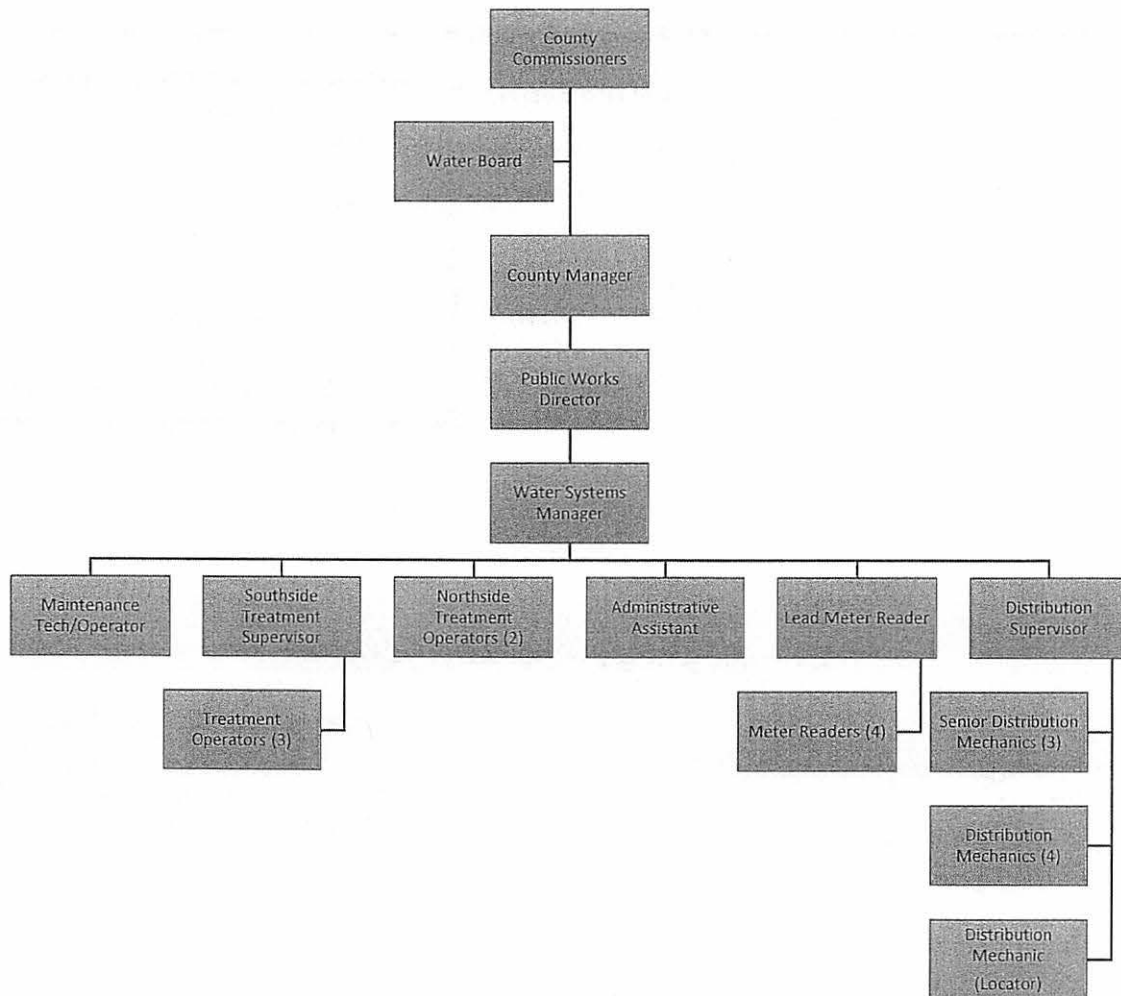 County
Commissioners
Water Board
County Manager
Public Works
Director
Water Systems
Manager
Maintenance
Tech/Operator
Southside
Treatment
Supervisor
Northside
Treatment
Operators (2)
Administrative
Assistant
Lead Meter Reader
Distribution
Supervisor
Treatment
Operators (3)
Meter Readers (4)
Senior Distribution
Mechanics (3)
Distribution
Mechanics (4)
Distribution
Mechanic
(Locator)